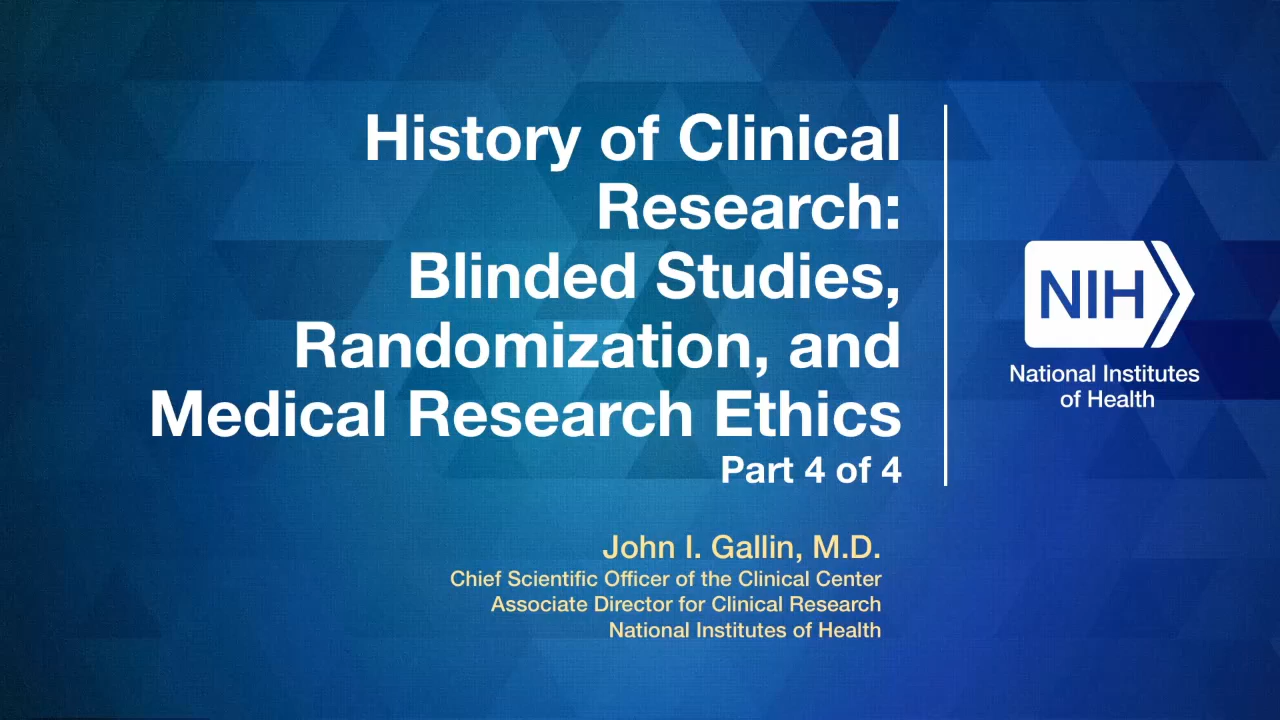 History of Clinical
Research:
Blinded Studies,
Randomization, and
Medical Research Ethics
Part 4 of 4
NIH
National Institutes
of Health
John I. Gallin, M.D.
Chief Scientific Officer of the Clinical Center
Associate Director for Clinical Research
National Institutes of Health